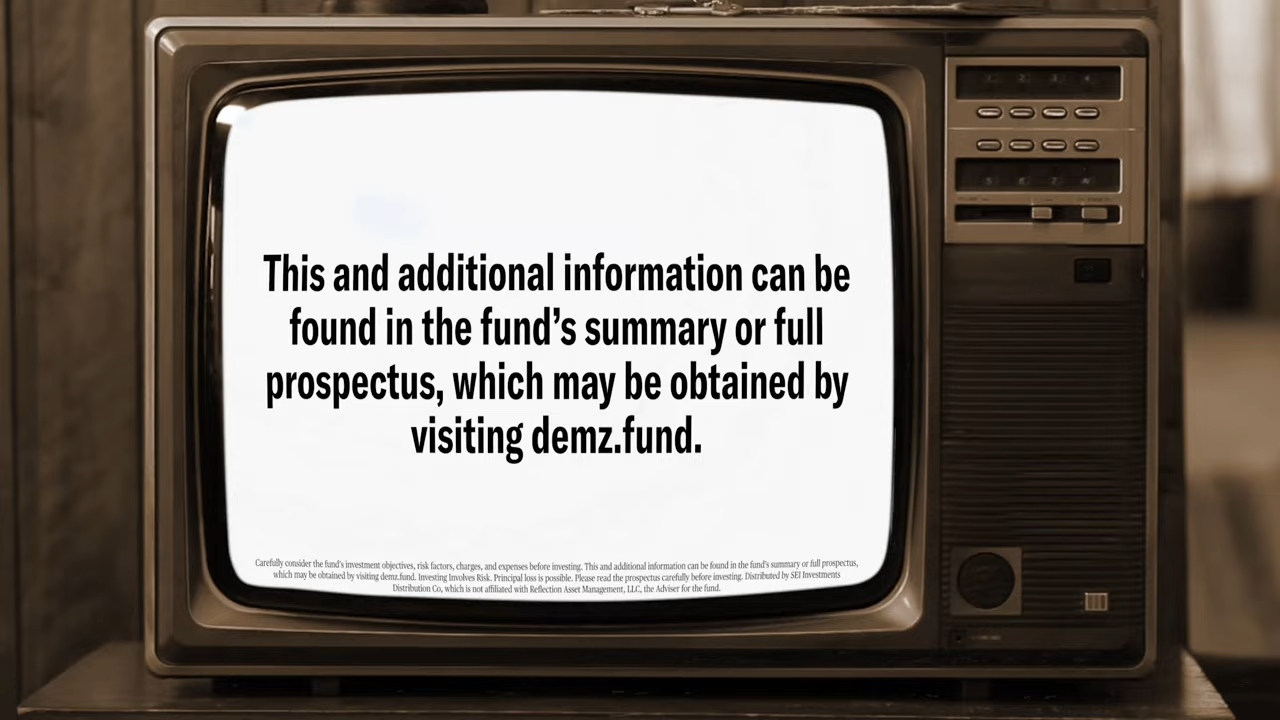 This and additional information can be
found in the fund’s summary or full
prospectus, which may be obtained by
visiting demz.fund.
Carefully consider the fund's investment objectives, risk factors, charges, and expenses before investing. This and additional information can be found in the fund's summary or full prospectus,
which may be obtained by visiting demz.fund. Investing Involves Risk. Principal loss is possible. Please read the prospectus carefully before investing. Distributed by SEI Investments
Distribution Co, which is not affiliated with Reflection Asset Management, LLC, the Adviser for the fund.